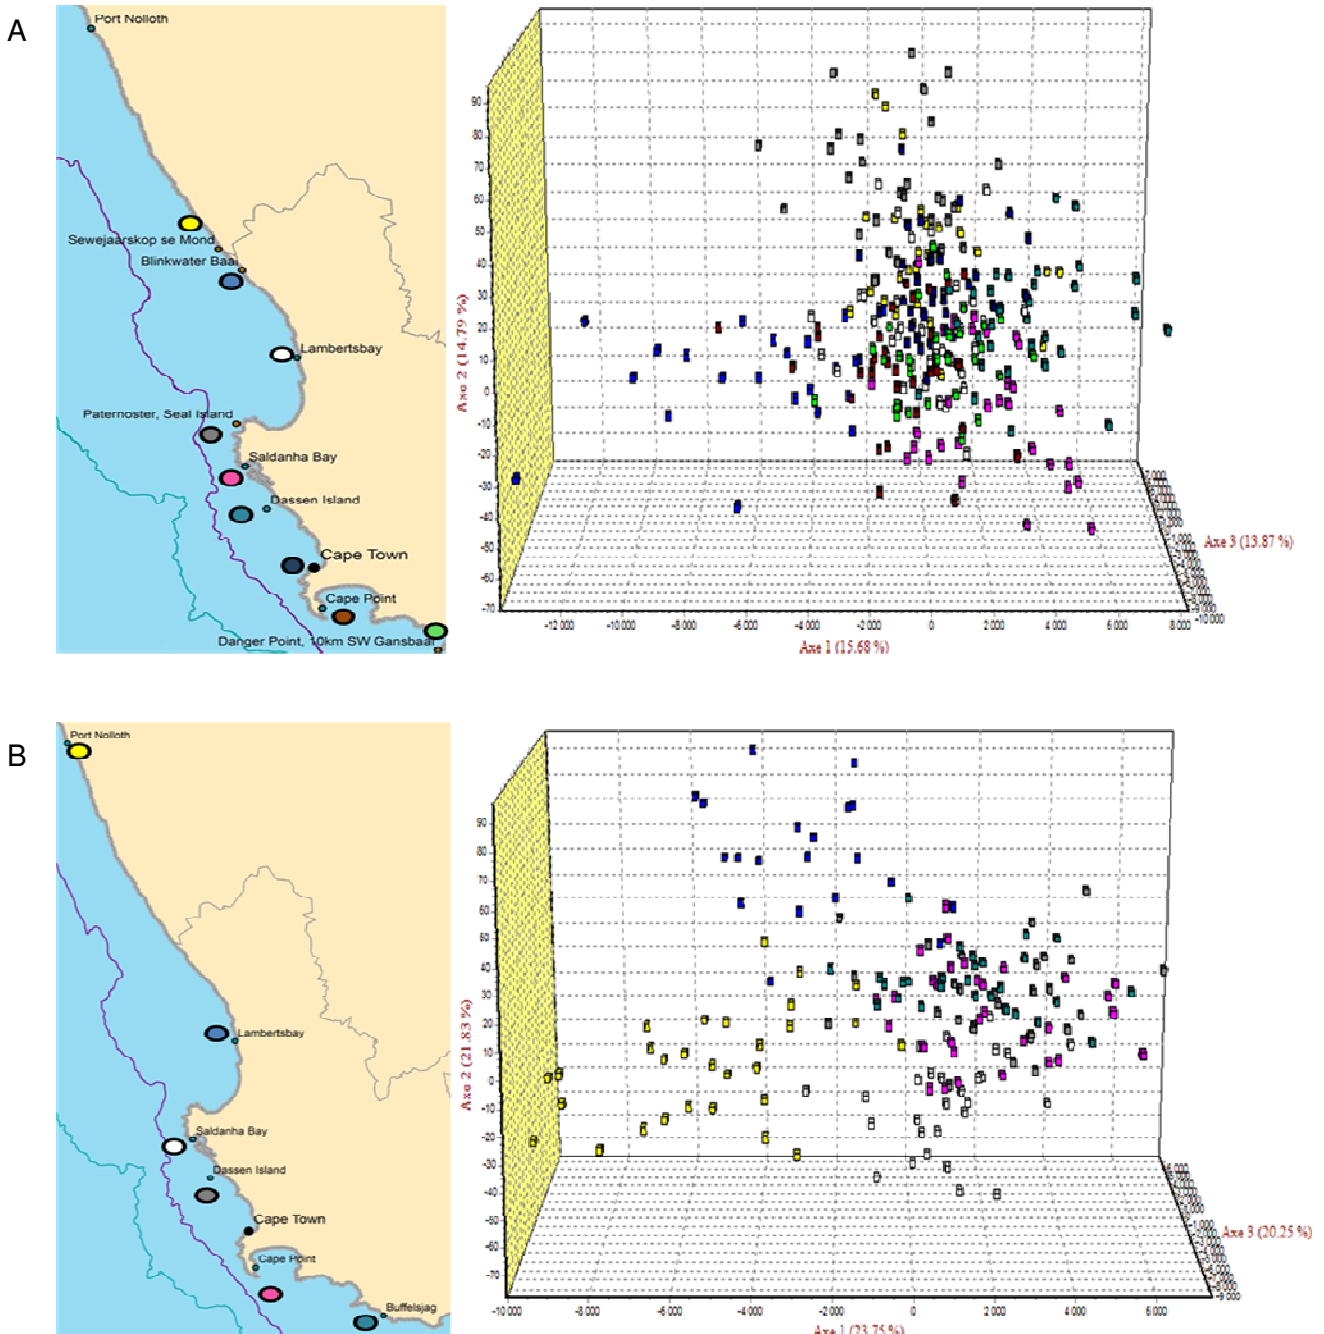 A
Port Nolloth
Sewejaarskop se Mond
Blinkwater Baai
Lambertsbay
Paternoster, Seal Island
Saldanha Bay
Dassen Island
Cape Town
Cape Point
Danger Point, 10km SW Gansbaai
90
80
70
60
50
40
30
20
10
0
-10
-20
-30
-40
-50
-60
-70
Axe 2 (14.79 %)
-12 000 -10 000 -8 000 -6 000 -4 000 -2 000 0 2 000 4 000 6 000 8 000
Axe 1 (15.68 %)
Axe 3 (13.87 %)
-10 000
B
Port Nolloth
Lambertsbay
Saldanha Bay
Dassen Island
Cape Town
Cape Point
Buffelsjag
90
80
70
60
50
40
30
20
10
0
-10
-20
-30
-40
-50
-60
-70
Axe 2 (21.83 %)
-10 000 -8 000 -6 000 -4 000 -2 000 0 2 000 4 000 6 000
Axe 1 (23.75 %)
Axe 3 (20.25 %)
-9 000